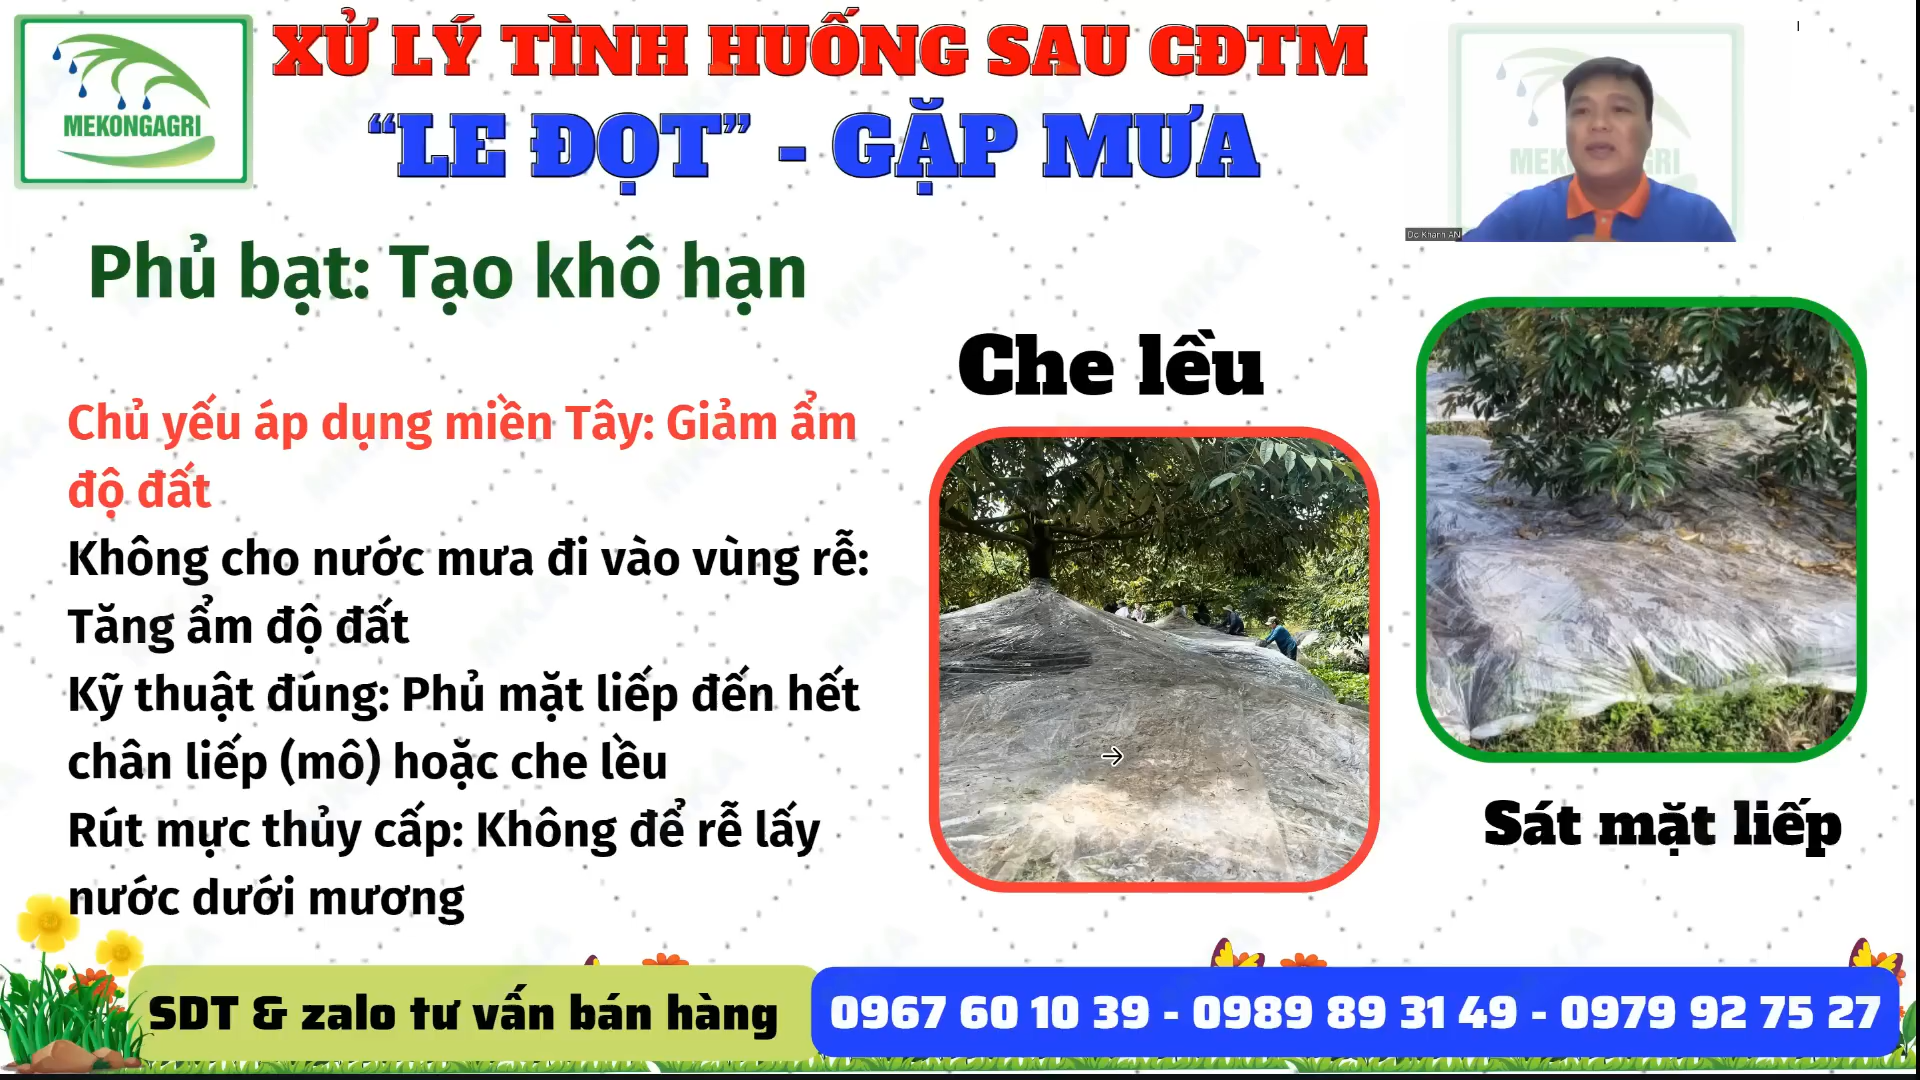 MEKONGAGRI
XỬ LÝ TÌNH HUỐNG SAU CĐTM
“LE ĐỌT” - GẶP MƯA
Phủ bạt: Tạo khô hạn
Chủ yếu áp dụng miền Tây: Giảm ẩm
độ đất
Không cho nước mưa đi vào vùng rễ:
Tăng ẩm độ đất
Kỹ thuật đúng: Phủ mặt liếp đến hết
chân liếp (mô) hoặc che lều
Rút mực thủy cấp: Không để rễ lấy
nước dưới mương
Che lều
Sát mặt liếp
SDT & zalo tư vấn bán hàng
0967 60 10 39 - 0989 89 31 49 - 0979 92 75 27